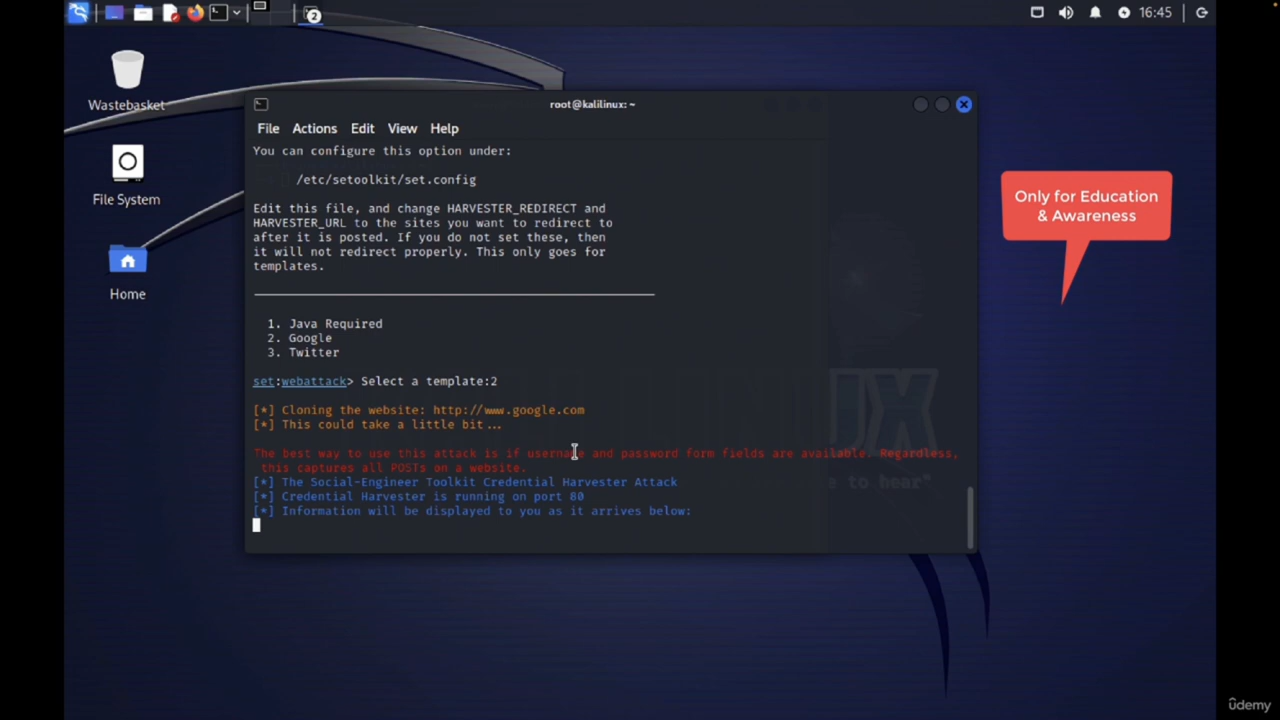 2
16:45
Wastebasket
File System
Home
root@kalilinux: ~
File Actions Edit View Help
You can configure this option under:
/etc/setoolkit/set.config
Edit this file, and change HARVESTER_REDIRECT and
HARVESTER_URL to the sites you want to redirect to
after it is posted. If you do not set these, then
it will not redirect properly. This only goes for
templates.
1. Java Required
2. Google
3. Twitter
set:webattack> Select a template:2
[*] Cloning the website: http://www.google.com
[*] This could take a little bit...
The best way to use this attack is if username and password form fields are available. Regardless,
this captures all POSTs on a website.
[*] The Social-Engineer Toolkit Credential Harvester Attack
[*] Credential Harvester is running on port 80
[*] Information will be displayed to you as it arrives below:
to hear"
Only for Education
& Awareness
ûdemy